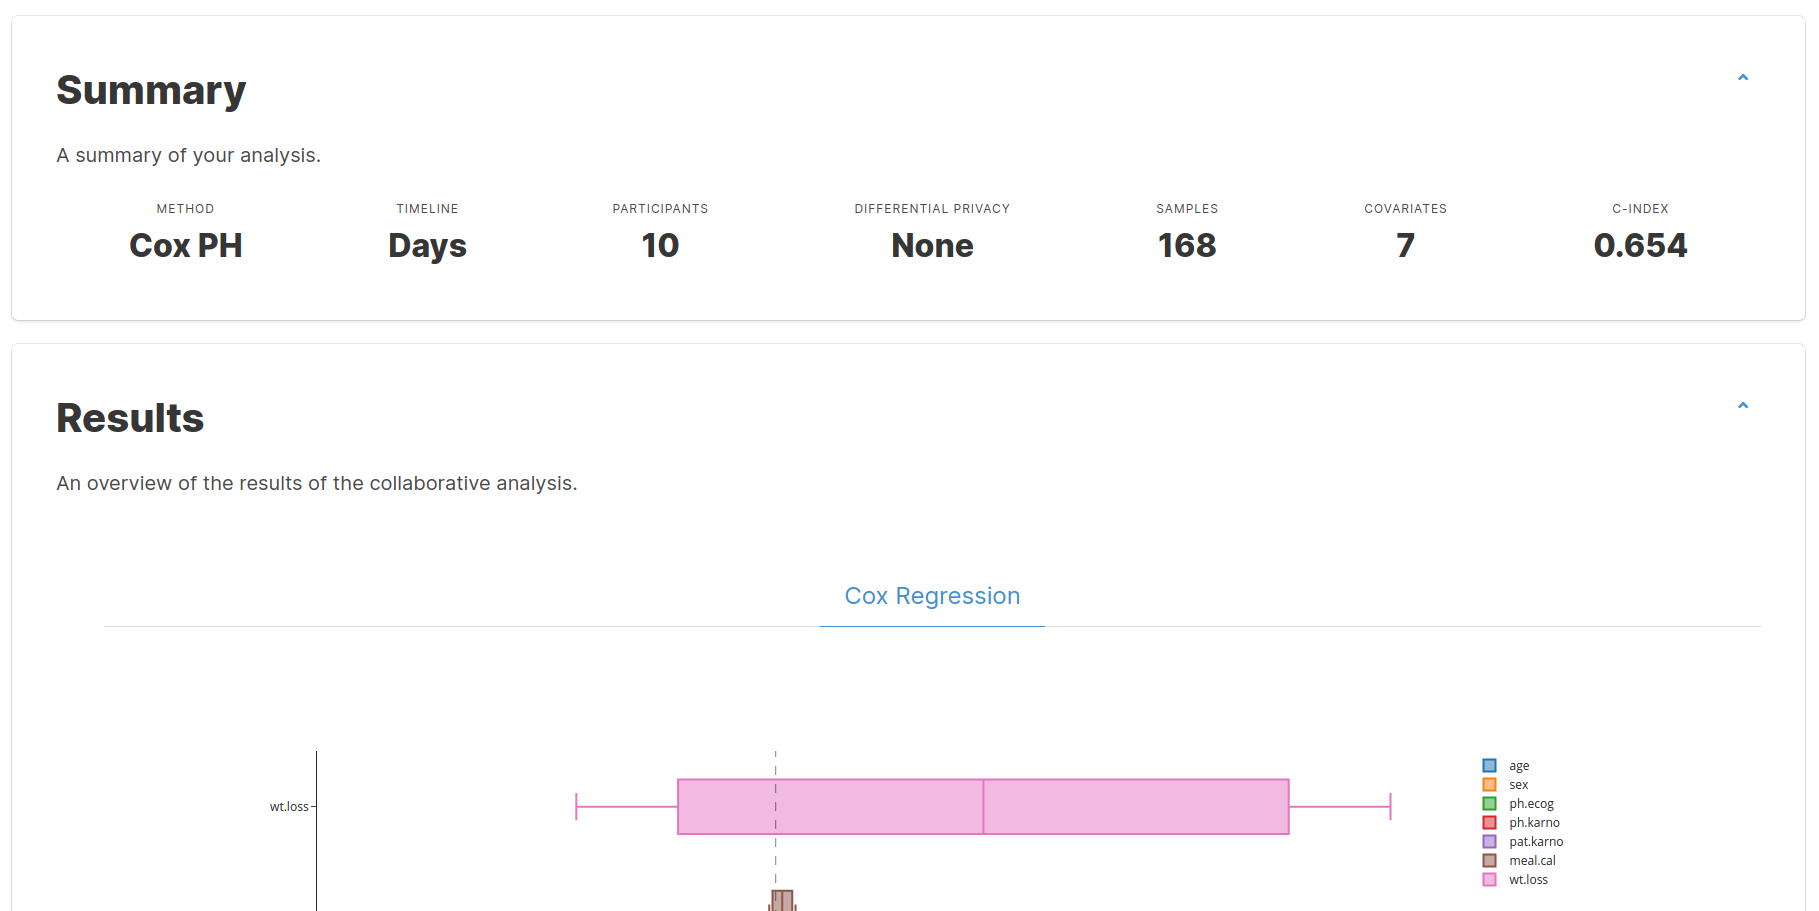 Summary
A summary of your analysis.
METHOD TIMELINE PARTICIPANTS DIFFERENTIAL PRIVACY SAMPLES COVARIATES C-INDEX
Cox PH Days 10 None 168 7 0.654
Results
An overview of the results of the collaborative analysis.
Cox Regression
wt.loss
age
sex
ph.ecog
ph.karno
pat.karno
meal.cal
wt.loss